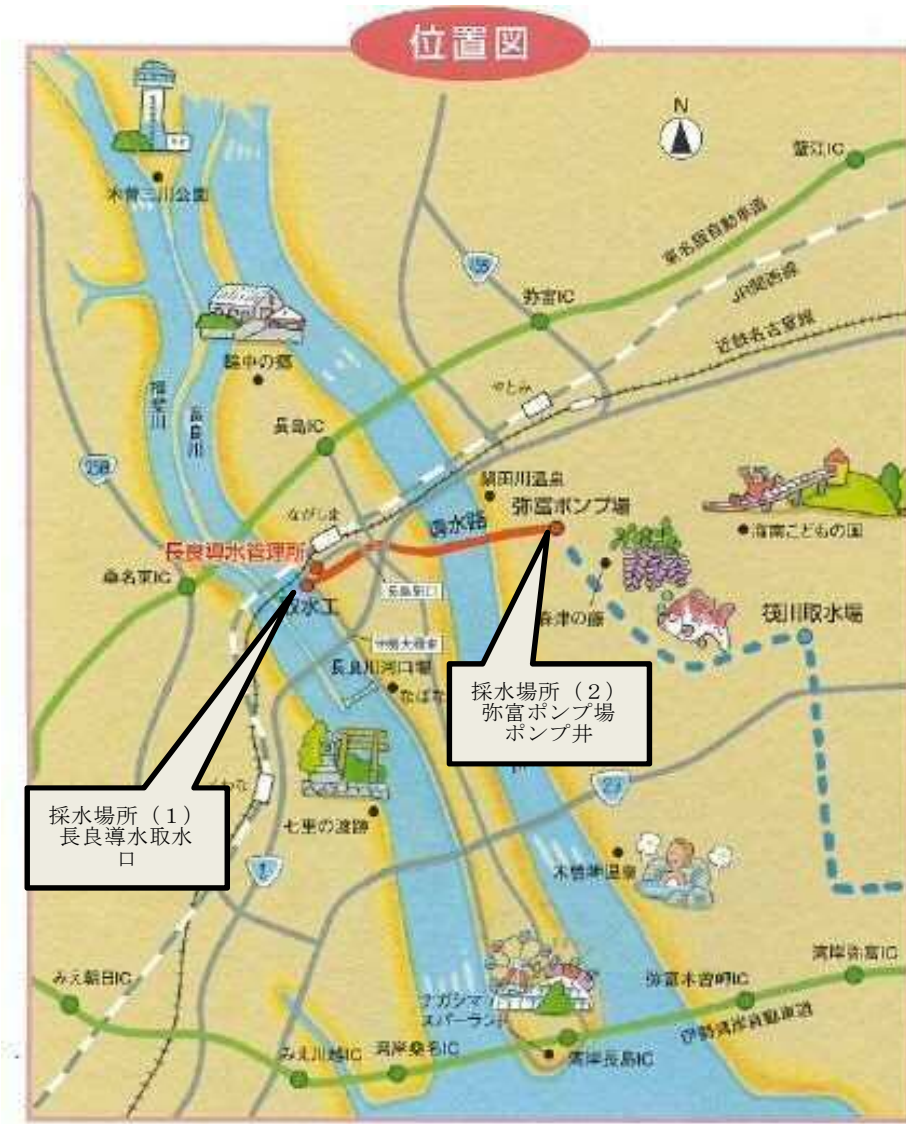 位置図
N
蟹江IC
木曽三川公園
東名阪自動車道
155
JR関西線
弥富IC
近鉄名古屋線
輪中の郷
やとみ
揖斐川
長良川
長島IC
258
鍋田川温泉
弥富ポンプ場
導水路
ながしま
海南こどもの国
長良導水管理所
桑名東IC
取水工
森津の藤
筏川取水場
長良川河口堰
なばな
採水場所（2）
弥富ポンプ場
ポンプ井
川
23
採水場所（1）
長良導水取水
口
七里の渡跡
1
木曽岬温泉
湾岸弥富IC
みえ朝日IC
弥富木曽岬IC
ナガシマ
スパーランド
伊勢湾岸自動車道
みえ川越IC
湾岸桑名IC
湾岸長島IC